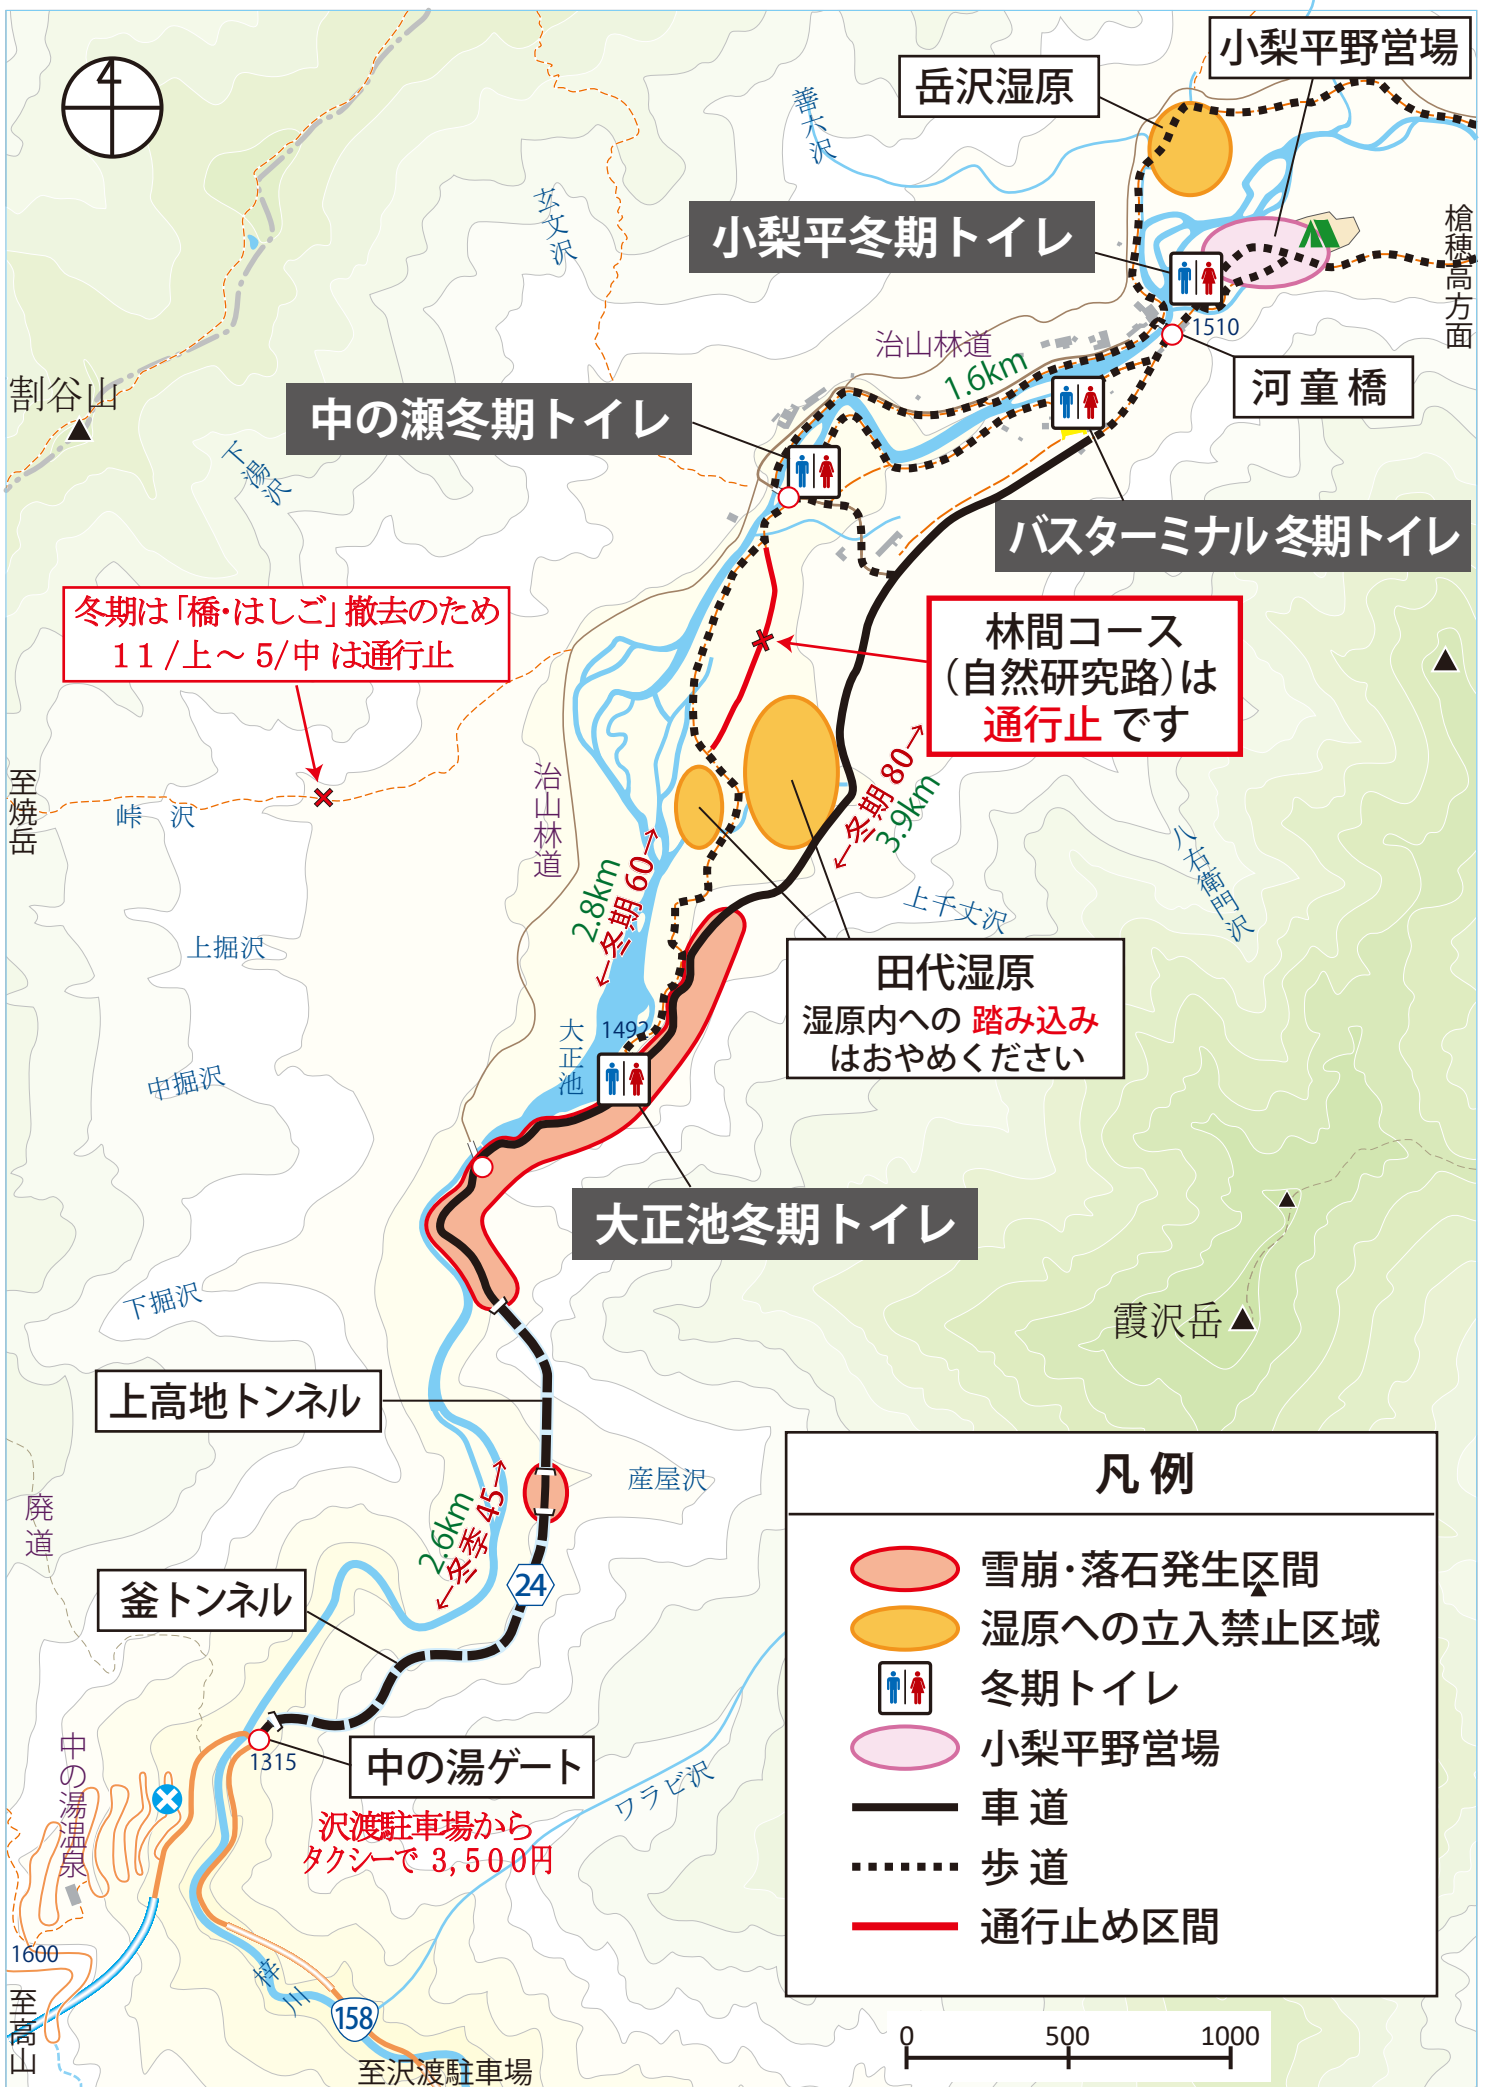 4
小梨平野営場
岳沢湿原
善六沢
玄文沢
小梨平冬期トイレ
槍穂高方面
1510
治山林道
1.6km
河童橋
割谷山
中の瀬冬期トイレ
下湯沢
バスターミナル 冬期トイレ
冬期は「橋・はしご」撤去のため
11/上～5/中 は通行止
林間コース
(自然研究路)は
通行止 です
至焼岳
峠 沢
治山林道
←冬期 80→
3.9km
八右衛門沢
2.8km
←冬期 60→
上千丈沢
上掘沢
田代湿原
湿原内への 踏み込み
はおやめください
大正池
1492
中掘沢
大正池冬期トイレ
下掘沢
霞沢岳
上高地トンネル
産屋沢
2.6km
←冬季 45→
廃道
24
釜トンネル
中の湯ゲート
1315
沢渡駐車場から
タクシーで 3,500円
ワラビ沢
中の湯温泉
1600
至高山
梓川
158
至沢渡駐車場
凡 例
雪崩・落石発生区間
湿原への立入禁止区域
冬期トイレ
小梨平野営場
車 道
歩 道
通行止め区間
0 500 1000